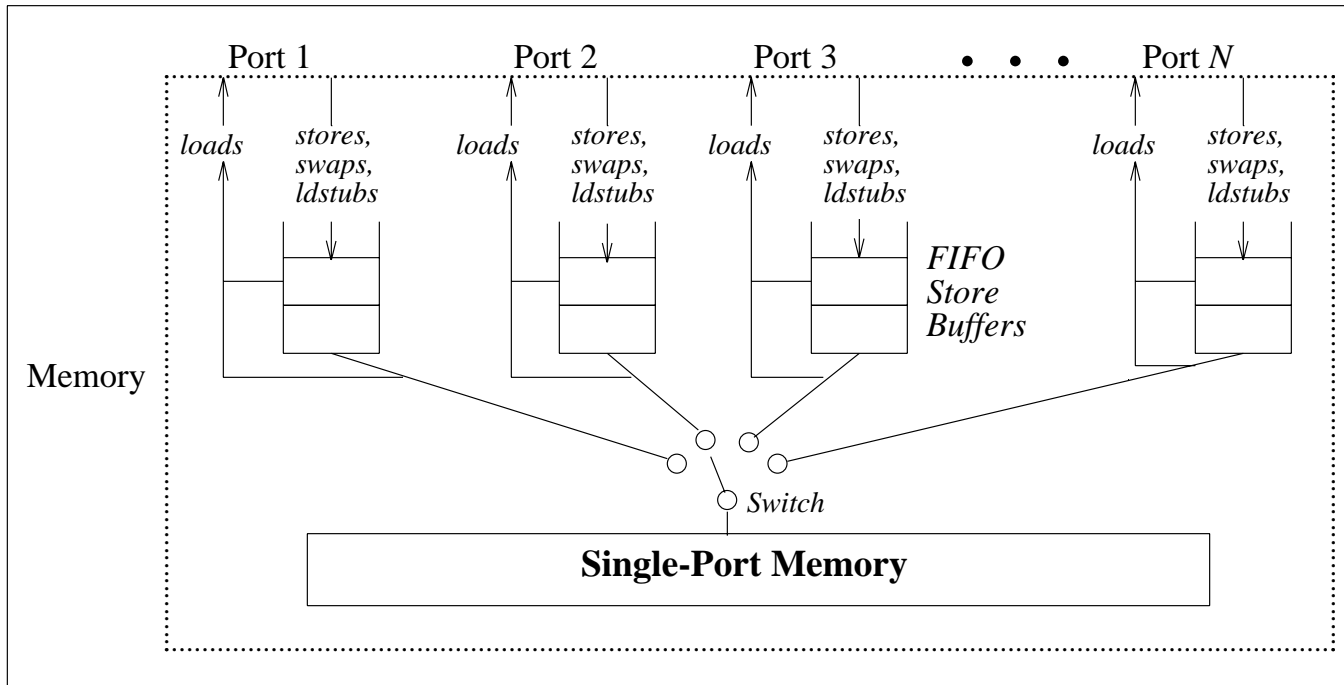 Port 1
Port 2
Port 3
• • •
Port N
loads
stores,
swaps,
ldstubs
loads
stores,
swaps,
ldstubs
loads
stores,
swaps,
ldstubs
loads
stores,
swaps,
ldstubs
FIFO
Store
Buffers
Memory
Switch
Single-Port Memory